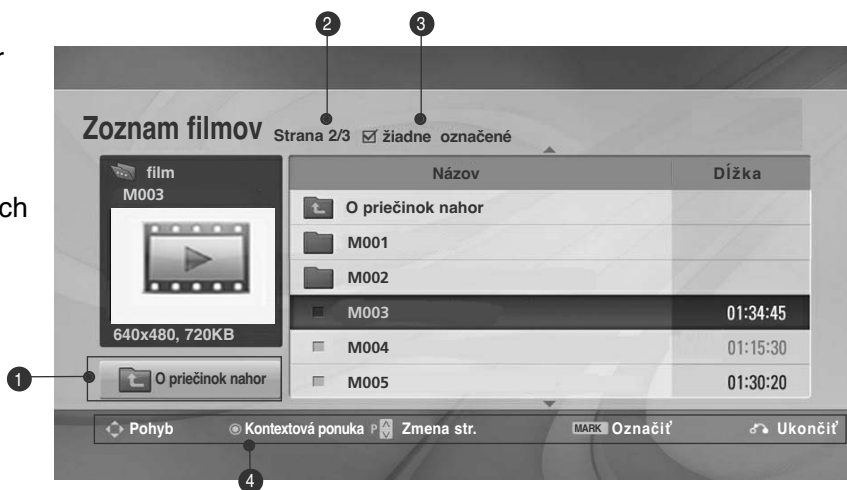 2 3
r
Zoznam filmov Strana 2/3 žiadne označené
film
M003
ch
640x480, 720KB
1 O priečinok nahor
Názov Dĺžka
O priečinok nahor
M001
M002
M003 01:34:45
M004 01:15:30
M005 01:30:20
Pohyb Kontextová ponuka P Zmena str. MARK Označiť Ukončiť
4